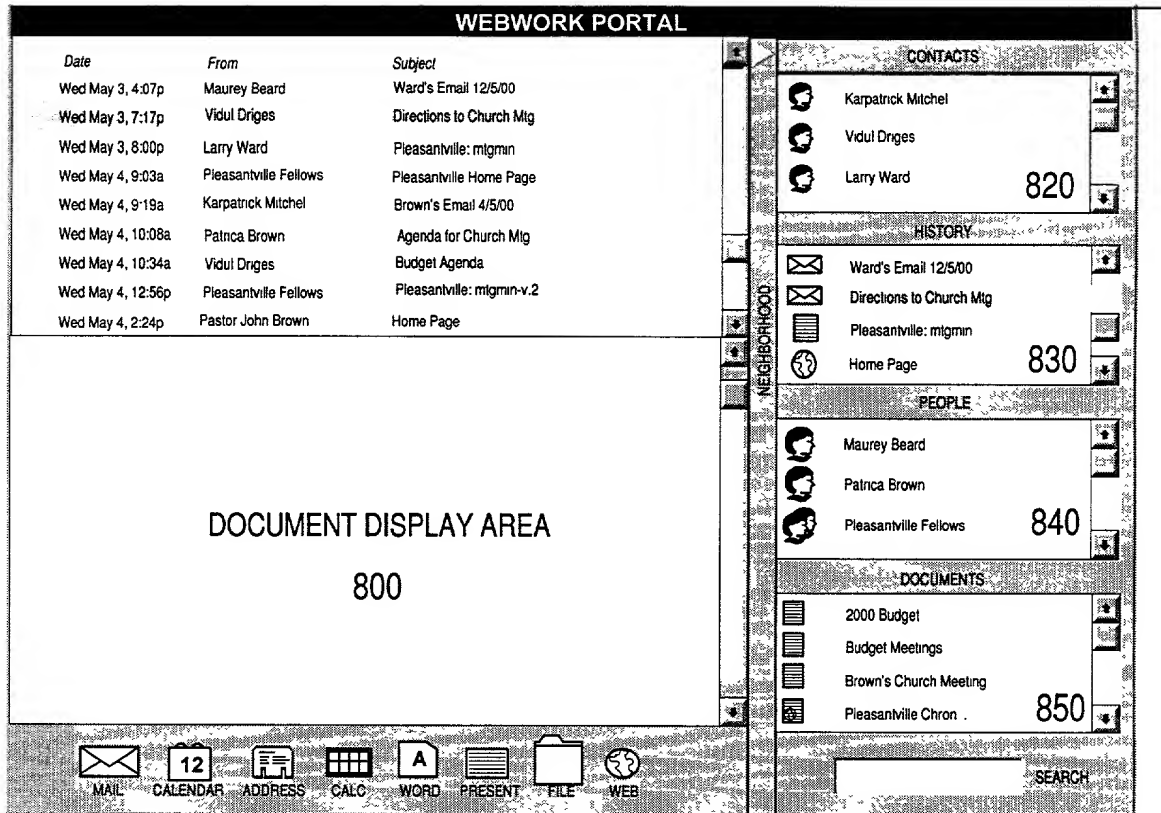 WEBWORK PORTAL
Date From Subject
Wed May 3, 4:07p Maurey Beard Ward's Email 12/5/00
Wed May 3, 7:17p Vidul Driges Directions to Church Mtg
Wed May 3, 8:00p Larry Ward Pleasantville: mtgmin
Wed May 4, 9:03a Pleasantville Fellows Pleasantville Home Page
Wed May 4, 9:19a Karpatrick Mitchel Brown's Email 4/5/00
Wed May 4, 10:08a Patrica Brown Agenda for Church Mtg
Wed May 4, 10:34a Vidul Driges Budget Agenda
Wed May 4, 12:56p Pleasantville Fellows Pleasantville: mtgmin-v.2
Wed May 4, 2:24p Pastor John Brown Home Page
DOCUMENT DISPLAY AREA
800
MAIL CALENDAR ADDRESS CALC WORD PRESENT FILE WEB
12
A
NEIGHBORHOOD
CONTACTS
Karpatrick Mitchel
Vidul Driges
Larry Ward
820
HISTORY
Ward's Email 12/5/00
Directions to Church Mtg
Pleasantville: mtgmin
Home Page
830
PEOPLE
Maurey Beard
Patrica Brown
Pleasantville Fellows
840
DOCUMENTS
2000 Budget
Budget Meetings
Brown's Church Meeting
Pleasantville Chron .
850
SEARCH